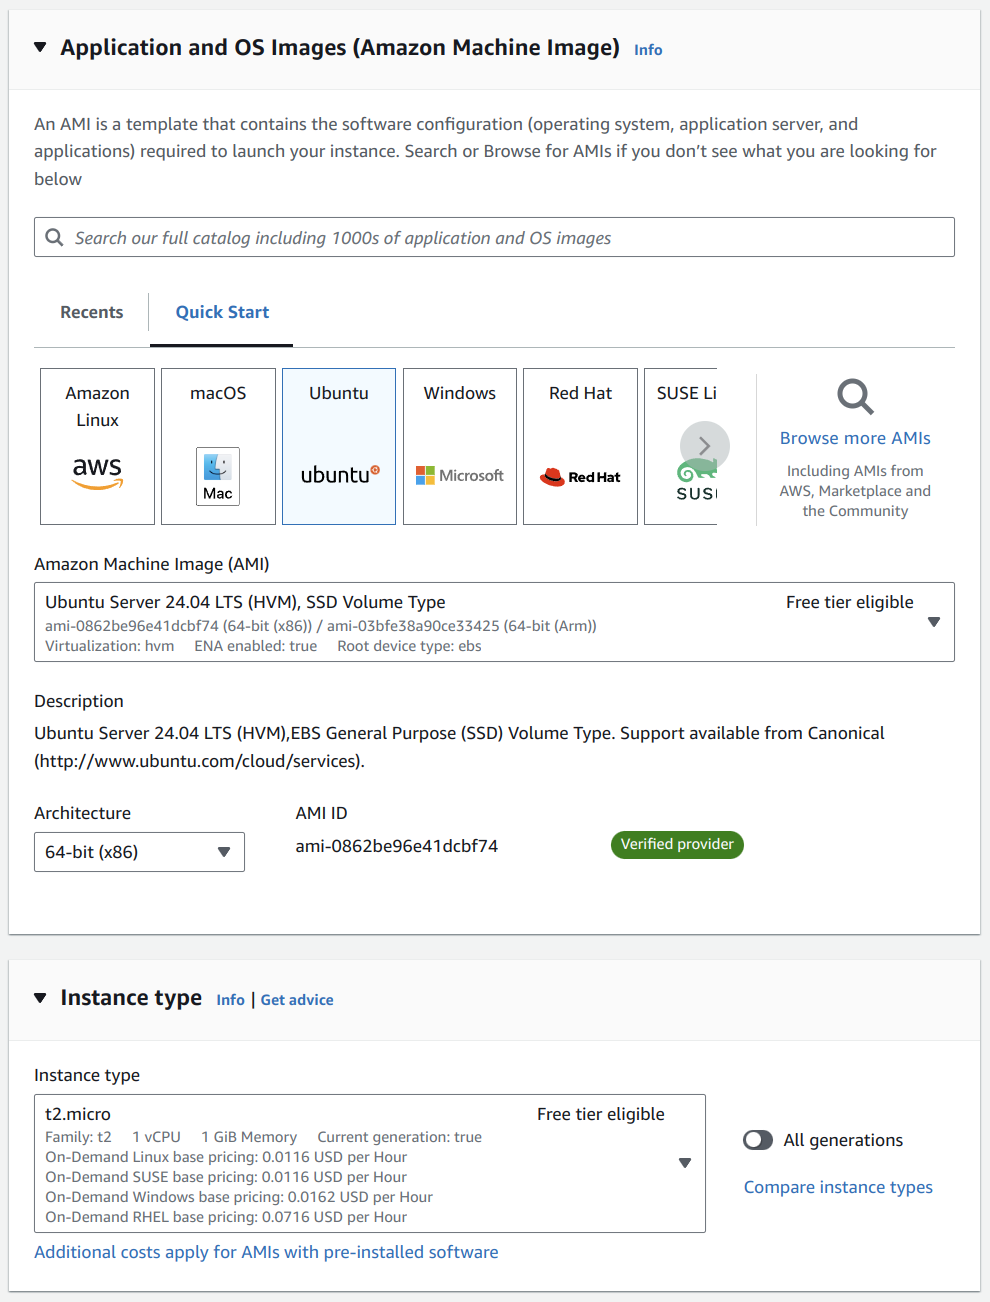 Application and OS Images (Amazon Machine Image) Info
An AMI is a template that contains the software configuration (operating system, application server, and
applications) required to launch your instance. Search or Browse for AMIs if you don’t see what you are looking for
below
Search our full catalog including 1000s of application and OS images
Recents
Quick Start
Amazon
Linux
aws
macOS
Mac
Ubuntu
ubuntu
Windows
Microsoft
Red Hat
Red Hat
SUSE Li
SUS
Browse more AMIs
Including AMIs from
AWS, Marketplace and
the Community
Amazon Machine Image (AMI)
Ubuntu Server 24.04 LTS (HVM), SSD Volume Type Free tier eligible
ami-0862be96e41dcbf74 (64-bit (x86)) / ami-03bfe38a90ce33425 (64-bit (Arm))
Virtualization: hvm ENA enabled: true Root device type: ebs
Description
Ubuntu Server 24.04 LTS (HVM),EBS General Purpose (SSD) Volume Type. Support available from Canonical
(http://www.ubuntu.com/cloud/services).
Architecture
64-bit (x86)
AMI ID
ami-0862be96e41dcbf74
Verified provider
Instance type Info | Get advice
Instance type
t2.micro Free tier eligible
Family: t2 1 vCPU 1 GiB Memory Current generation: true
On-Demand Linux base pricing: 0.0116 USD per Hour
On-Demand SUSE base pricing: 0.0116 USD per Hour
On-Demand Windows base pricing: 0.0162 USD per Hour
On-Demand RHEL base pricing: 0.0716 USD per Hour
All generations
Compare instance types
Additional costs apply for AMIs with pre-installed software